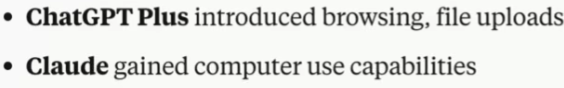 • ChatGPT Plus introduced browsing, file uploads
• Claude gained computer use capabilities